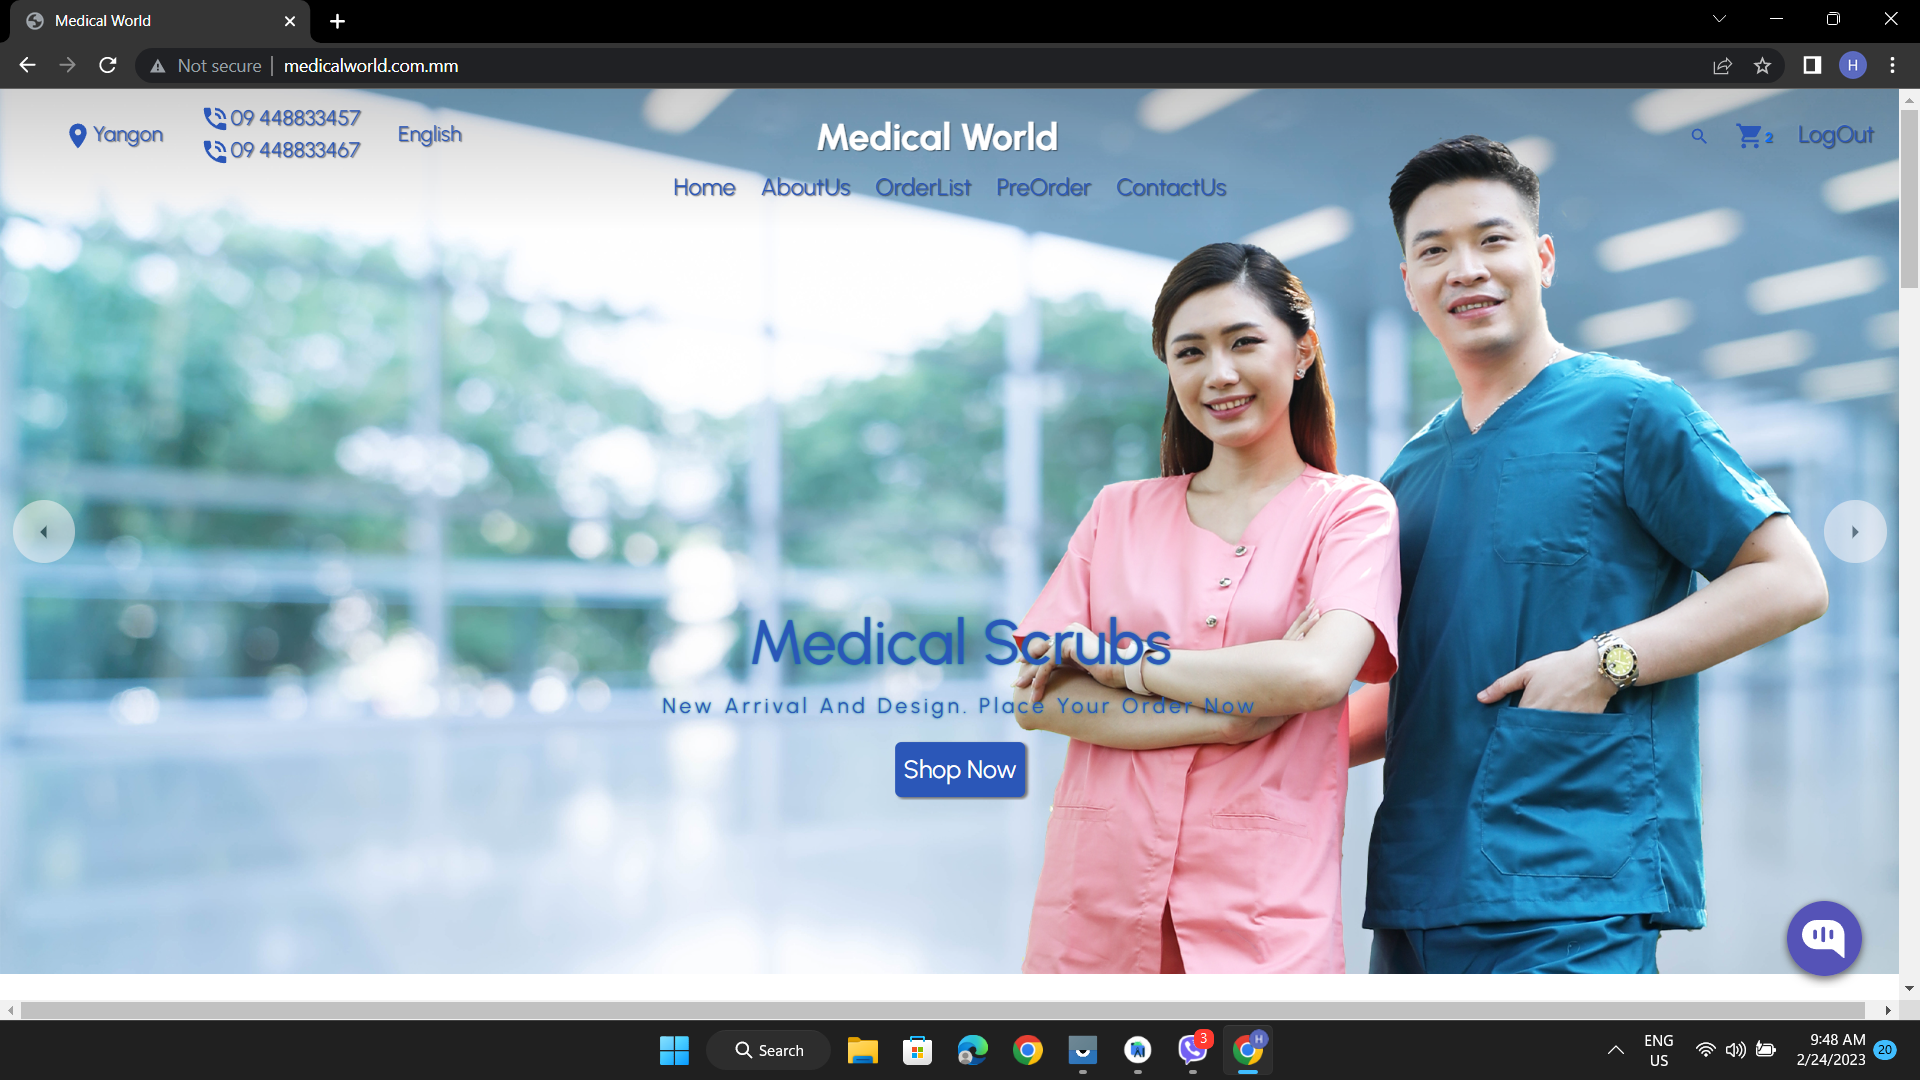 Medical World
Not secure
medicalworld.com.mm
H
Yangon
09 448833457
09 448833467
English
Medical World
2
LogOut
Home
AboutUs
OrderList
PreOrder
ContactUs
Medical Scrubs
New Arrival And Design. Place Your Order Now
Shop Now
Search
3
H
ENG
US
9:48 AM
2/24/2023
20